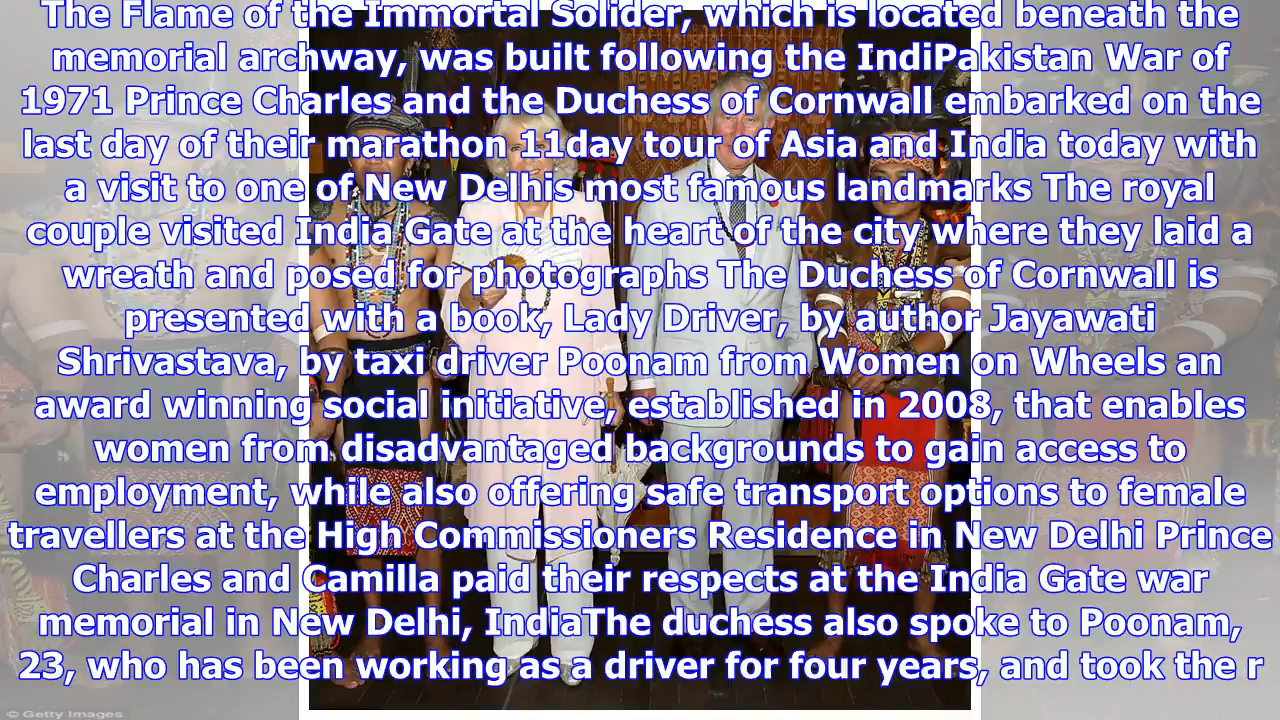 The Flame of the Immortal Solider, which is located beneath the
memorial archway, was built following the IndiPakistan War of
1971 Prince Charles and the Duchess of Cornwall embarked on the
last day of their marathon 11day tour of Asia and India today with
a visit to one of New Delhis most famous landmarks The royal
couple visited India Gate at the heart of the city where they laid a
wreath and posed for photographs The Duchess of Cornwall is
presented with a book, Lady Driver, by author Jayawati
Shrivastava, by taxi driver Poonam from Women on Wheels an
award winning social initiative, established in 2008, that enables
women from disadvantaged backgrounds to gain access to
employment, while also offering safe transport options to female
travellers at the High Commissioners Residence in New Delhi Prince
Charles and Camilla paid their respects at the India Gate war
memorial in New Delhi, IndiaThe duchess also spoke to Poonam,
23, who has been working as a driver for four years, and took the r
© Getty Images